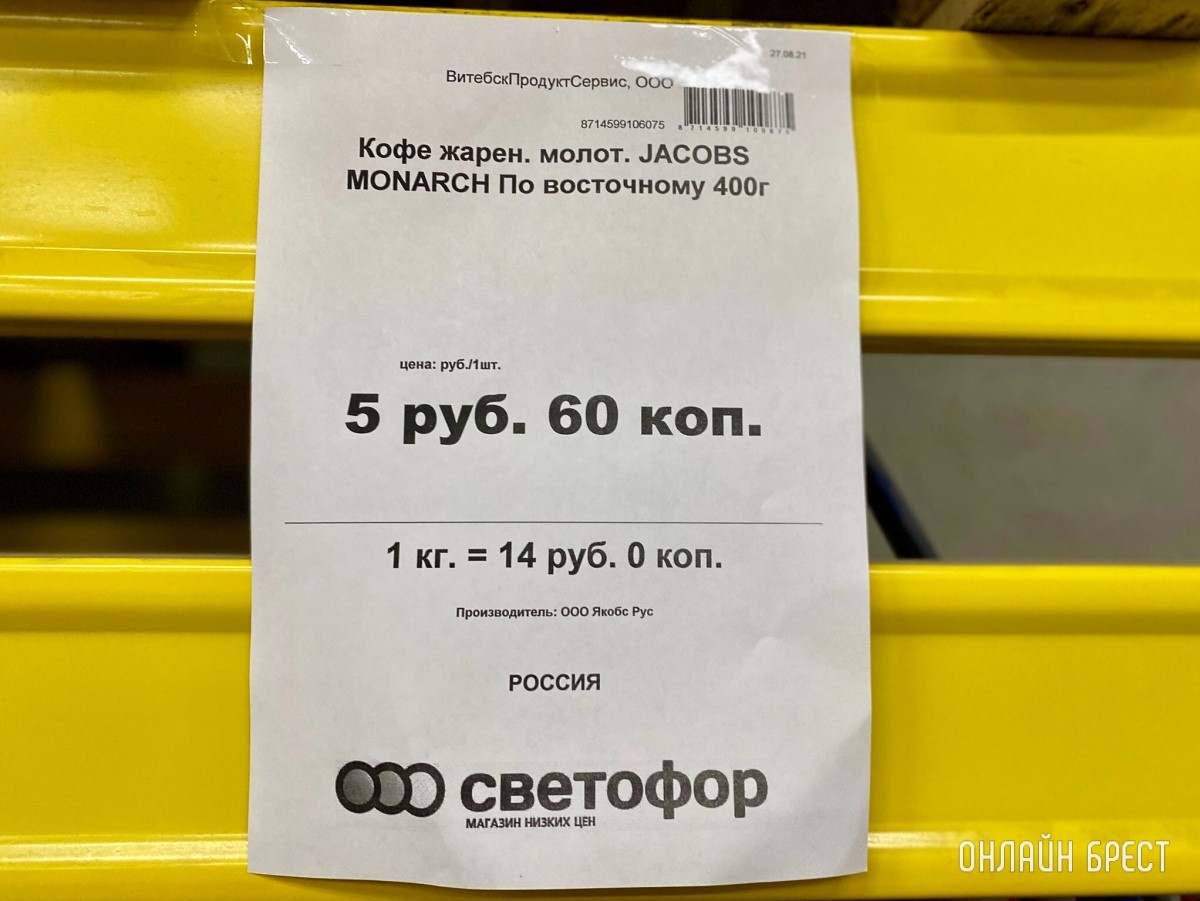 27.08.21
ВитебскПродуктСервис, ООО
8714599106075
Кофе жарен. молот. JACOBS
MONARCH По восточному 400г
цена: руб./1шт.
5 руб. 60 коп.
1 кг. = 14 руб. 0 коп.
Производитель: ООО Якобс Рус
РОССИЯ
светофор
МАГАЗИН НИЗКИХ ЦЕН
ОНЛАЙН БРЕСТ